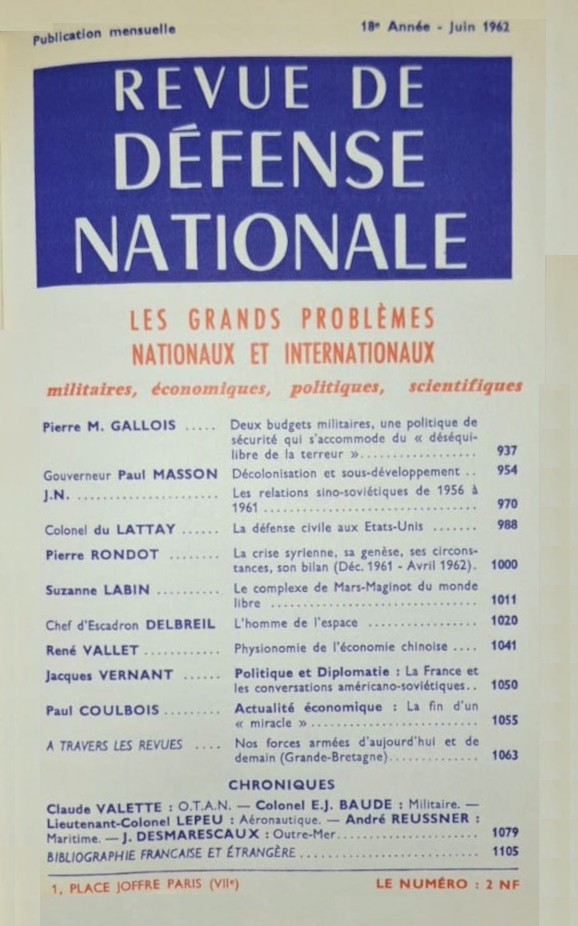 Publication mensuelle
18e Année - Juin 1962
REVUE DE
DÉFENSE
NATIONALE
LES GRANDS PROBLÈMES
NATIONAUX ET INTERNATIONAUX
militaires, économiques, politiques, scientifiques
Pierre M. GALLOIS ..... Deux budgets militaires, une politique de
sécurité qui s'accommode du « déséqui-
libre de la terreur ».................. 937
Gouverneur Paul MASSON Décolonisation et sous-développement .. 954
J.N. ..................... Les relations sino-soviétiques de 1956 à
1961 ................................ 970
Colonel du LATTAY ...... La défense civile aux Etats-Unis ....... 988
Pierre RONDOT ........ La crise syrienne, sa genèse, ses circons-
tances, son bilan (Déc. 1961 - Avril 1962). 1000
Suzanne LABIN .......... Le complexe de Mars-Maginot du monde
libre ............................... 1011
Chef d'Escadron DELBREIL L'homme de l'espace ................ 1020
René VALLET ............ Physionomie de l'économie chinoise .... 1041
Jacques VERNANT ...... Politique et Diplomatie : La France et
les conversations américano-soviétiques.. 1050
Paul COULBOIS ......... Actualité économique : La fin d'un
« miracle » ......................... 1055
A TRAVERS LES REVUES .... Nos forces armées d'aujourd'hui et de
demain (Grande-Bretagne)............. 1063
CHRONIQUES
Claude VALETTE : O.T.A.N. — Colonel E.J. BAUDE : Militaire. —
Lieutenant-Colonel LEPEU : Aéronautique. — André REUSSNER :
Maritime. — J. DESMARESCAUX : Outre-Mer..................... 1079
BIBLIOGRAPHIE FRANCAISE ET ÉTRANGÈRE ........................... 1105
1, PLACE JOFFRE PARIS (VIIe)
LE NUMÉRO : 2 NF